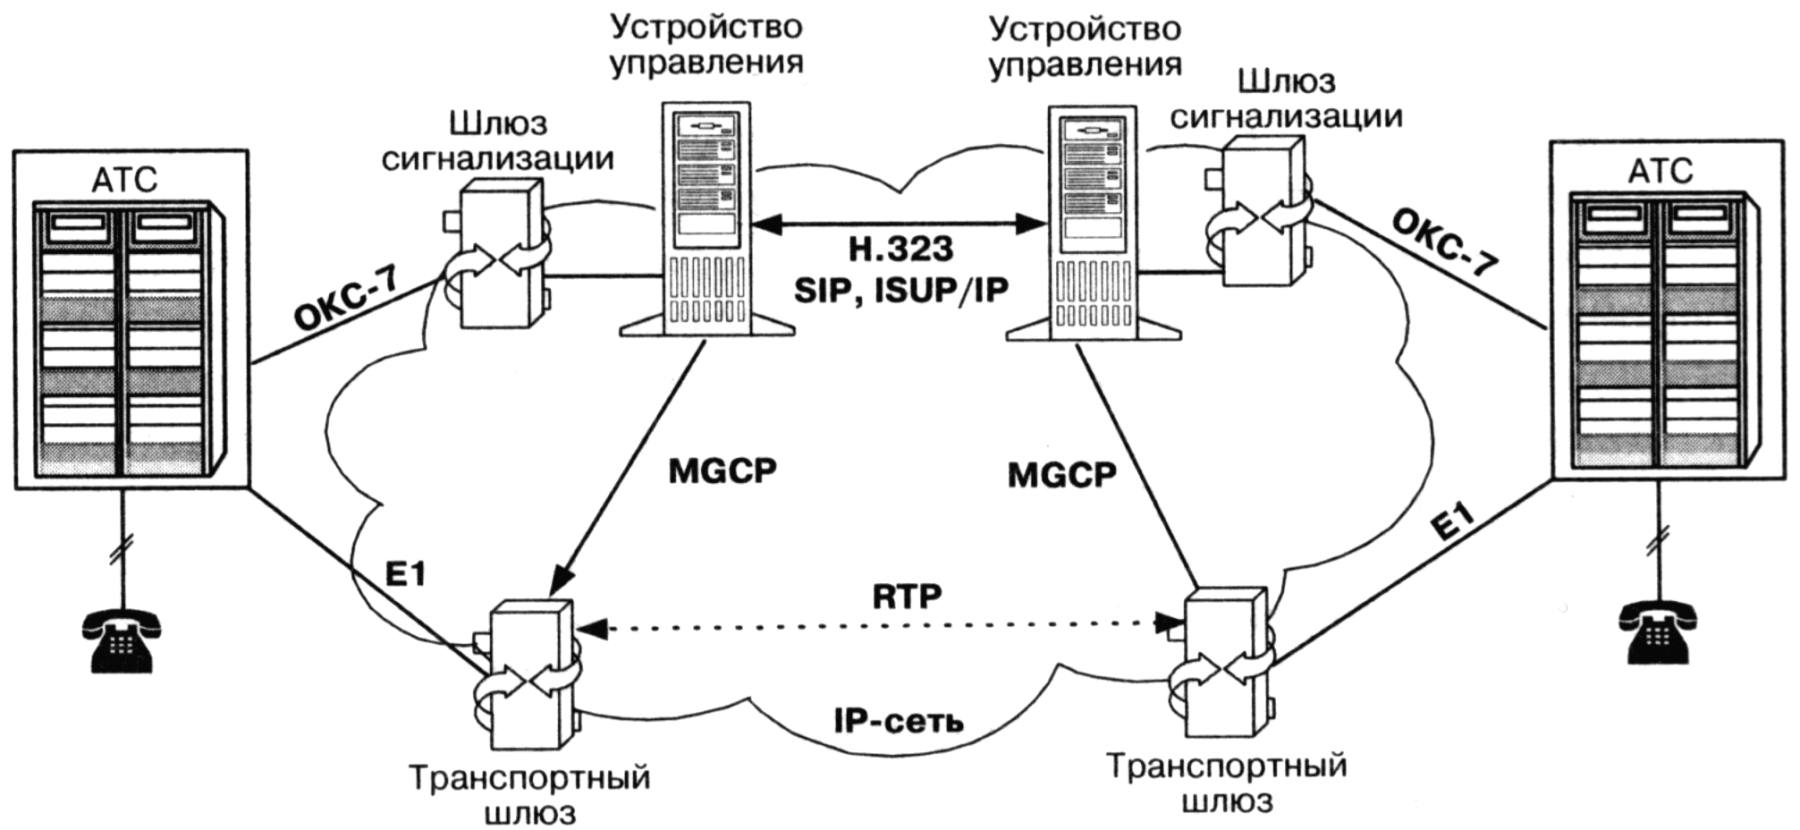 Устройство
управления
Устройство
управления
Шлюз
сигнализации
Шлюз
сигнализации
АТС
АТС
ОКС-7
ОКС-7
H.323
SIP, ISUP/IP
MGCP
MGCP
E1
E1
RTP
IP-сеть
Транспортный
шлюз
Транспортный
шлюз